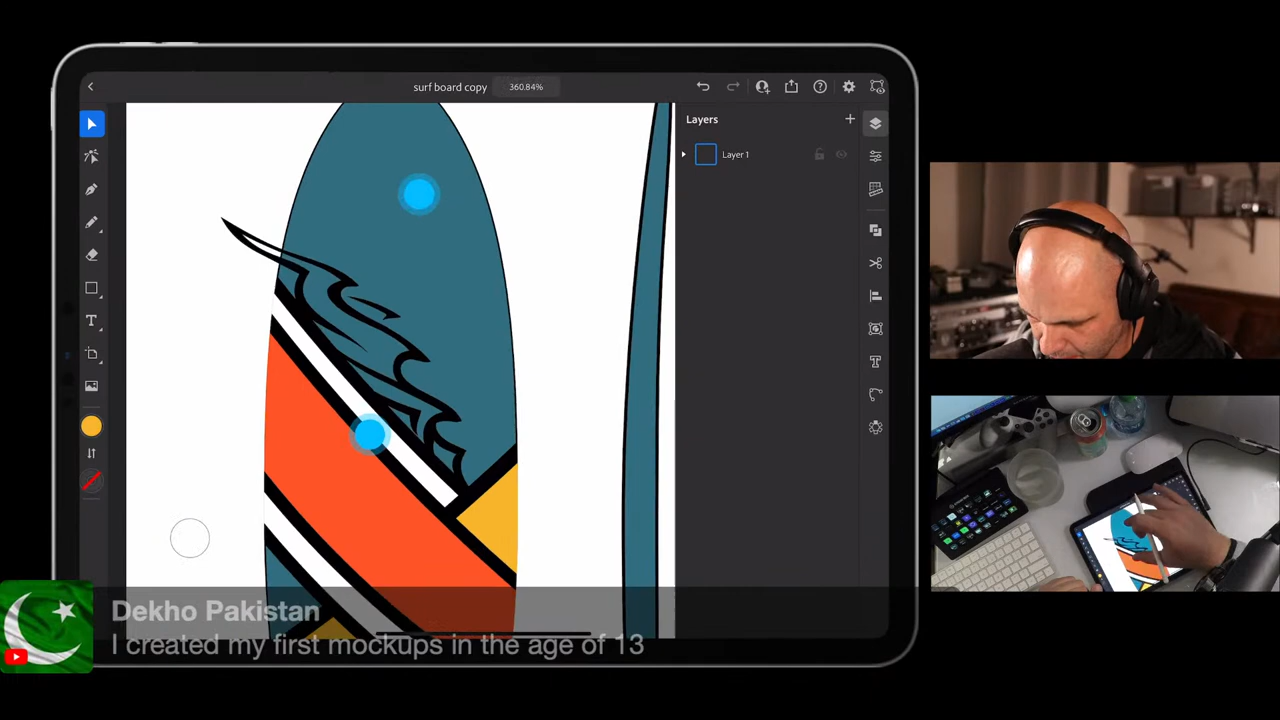 surf board copy
360.84%
Layers
Layer 1
Dekho Pakistan
I created my first mockups in the age of 13